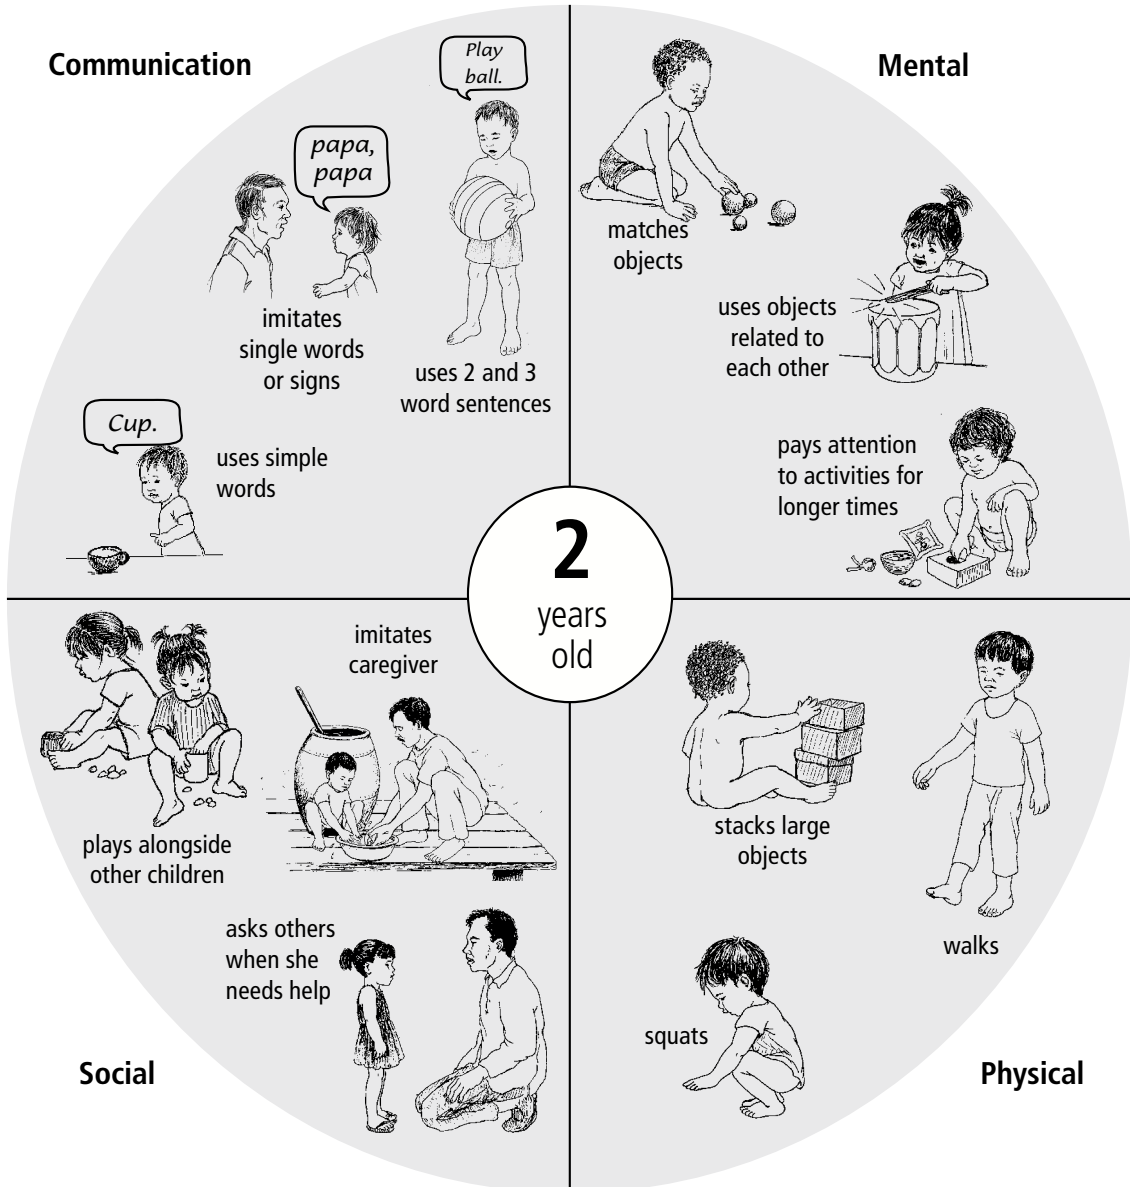 Communication
Play
ball.
papa,
papa
imitates
single words
or signs
uses 2 and 3
word sentences
Cup.
uses simple
words
Mental
matches
objects
uses objects
related to
each other
pays attention
to activities for
longer times
2
years
old
imitates
caregiver
plays alongside
other children
asks others
when she
needs help
Social
stacks large
objects
walks
squats
Physical